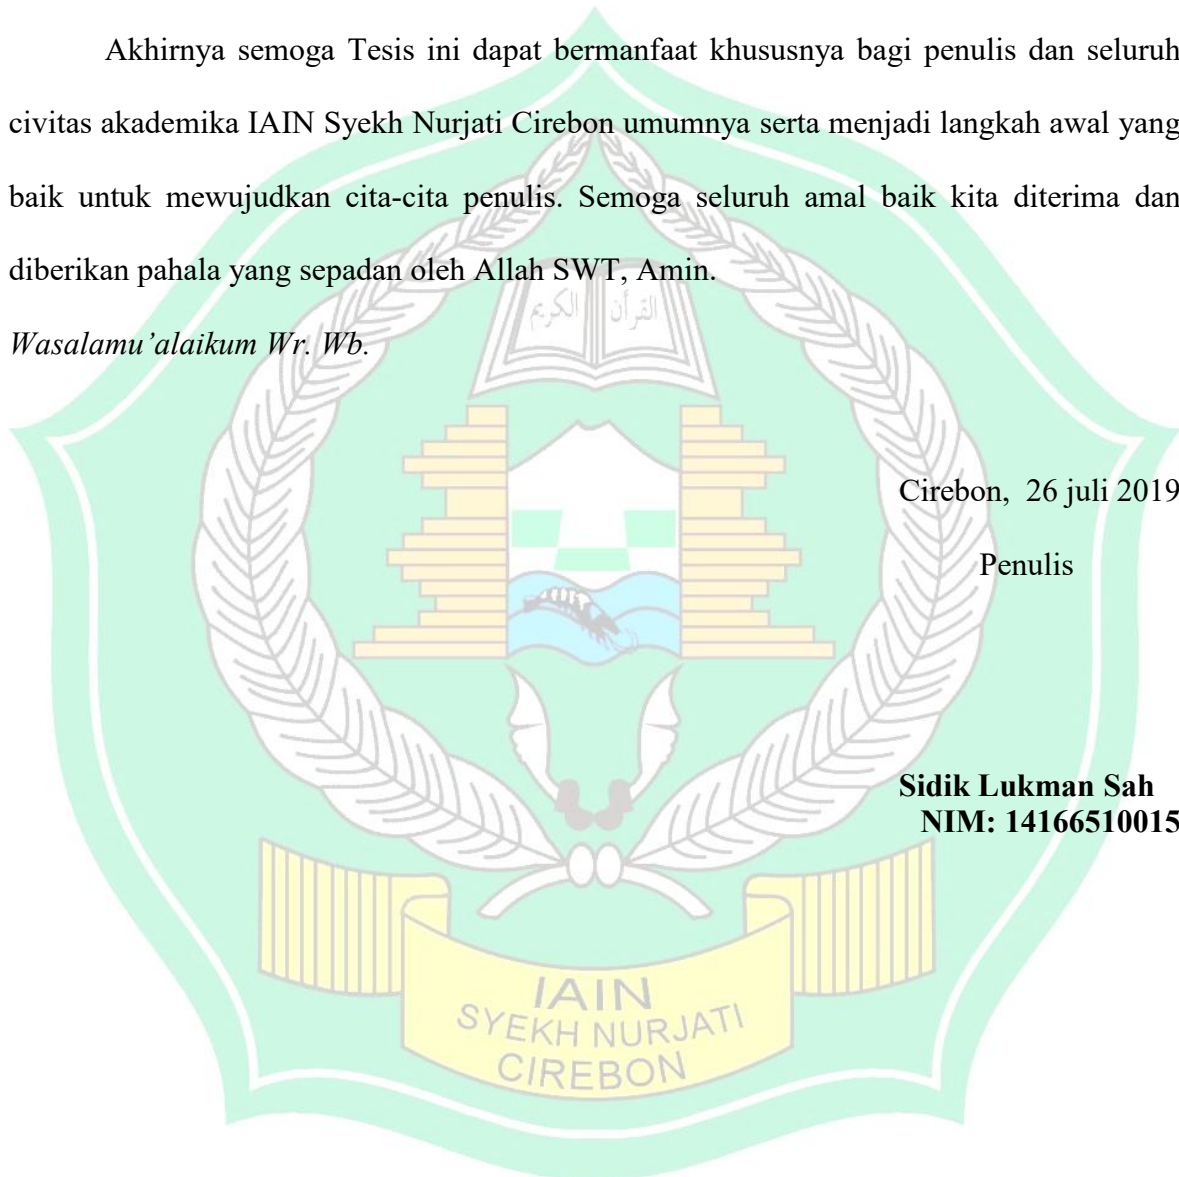 Akhirnya semoga Tesis ini dapat bermanfaat khususnya bagi penulis dan seluruh
civitas akademika IAIN Syekh Nurjati Cirebon umumnya serta menjadi langkah awal yang
baik untuk mewujudkan cita-cita penulis. Semoga seluruh amal baik kita diterima dan
diberikan pahala yang sepadan oleh Allah SWT, Amin.
القرأن الكريم
Wasalamu’alaikum Wr. Wb.
Cirebon,  26 juli 2019
Penulis
Sidik Lukman Sah
NIM: 14166510015
IAIN
SYEKH NURJATI
CIREBON